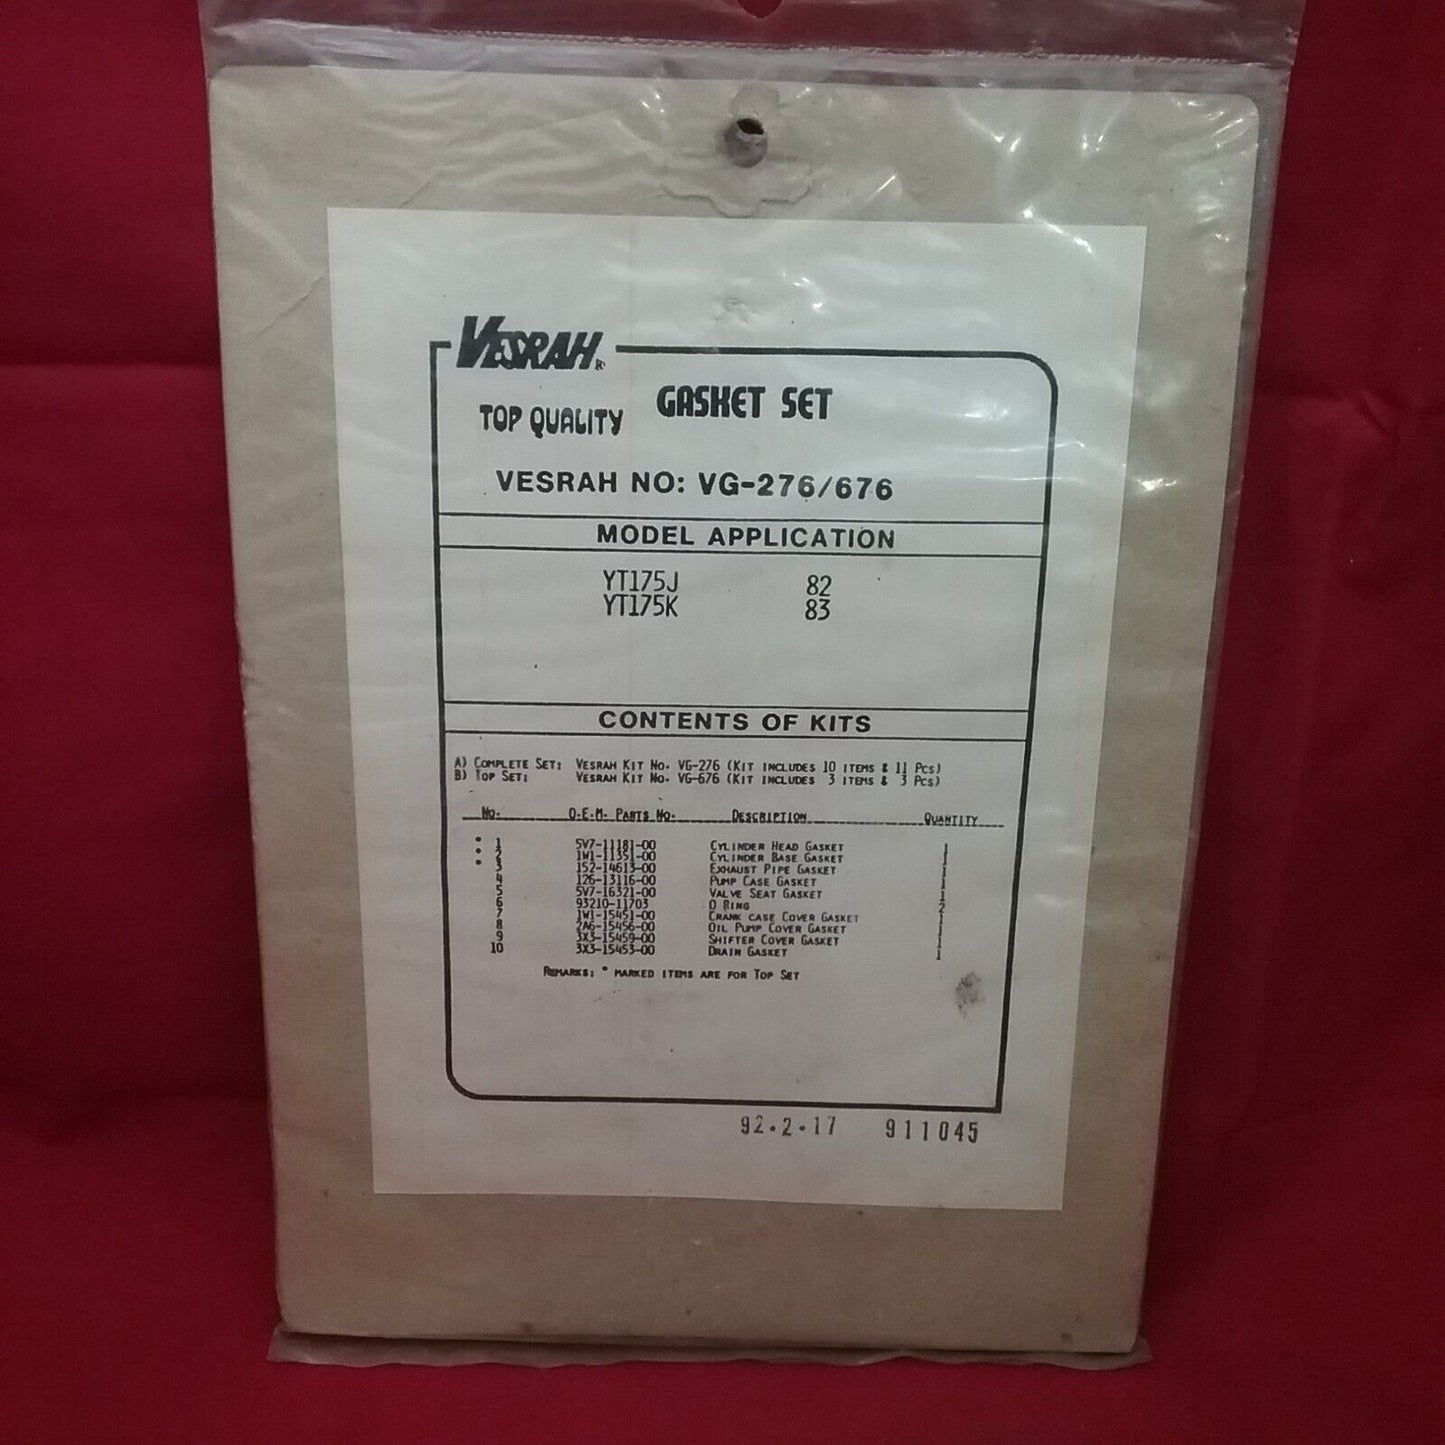 VESRAH®
TOP QUALITY GASKET SET
VESRAH NO: VG-276/676
MODEL APPLICATION
YT175J 82
YT175K 83
CONTENTS OF KITS
A) COMPLETE SET: VESRAH KIT NO. VG-276 (KIT INCLUDES 10 ITEMS & 11 PCS)
B) TOP SET: VESRAH KIT NO. VG-676 (KIT INCLUDES 3 ITEMS & 3 PCS)
NO. O.E.M. PARTS NO. DESCRIPTION QUANTITY
* 1 5V7-11181-00 CYLINDER HEAD GASKET 1
* 2 1W1-11351-00 CYLINDER BASE GASKET 1
* 3 152-14613-00 EXHAUST PIPE GASKET 1
4 126-13116-00 PUMP CASE GASKET 1
5 5V7-16321-00 VALVE SEAT GASKET 1
6 93210-11703 O RING 2
7 1W1-15451-00 CRANK CASE COVER GASKET 1
8 2A6-15456-00 OIL PUMP COVER GASKET 1
9 3X3-15459-00 SHIFTER COVER GASKET 1
10 3X3-15453-00 DRAIN GASKET 1
REMARKS: * MARKED ITEMS ARE FOR TOP SET
92.2.17 911045